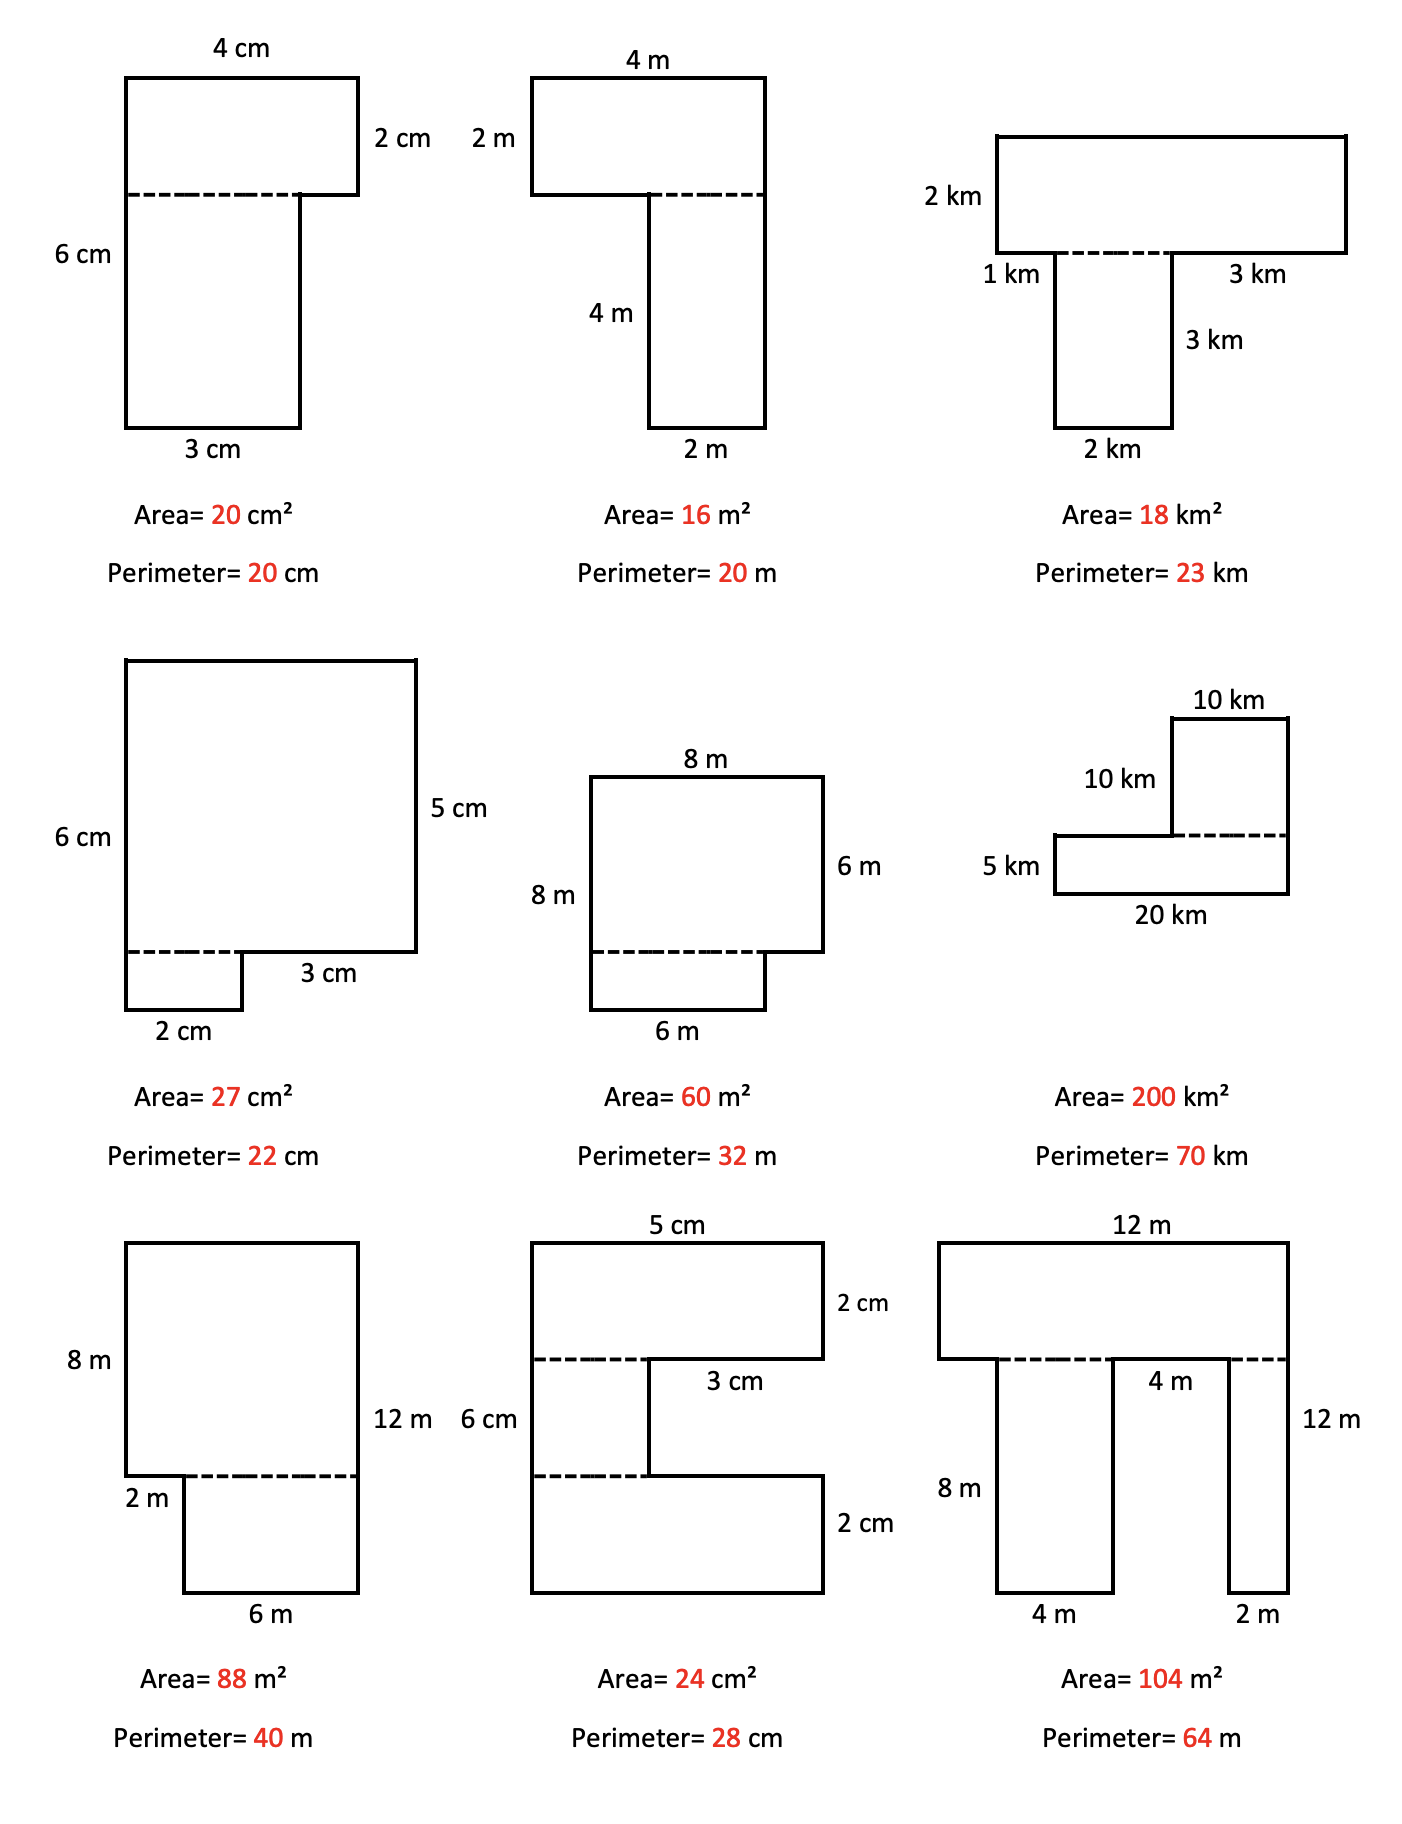 4 cm
4 m
2 cm
2 m
2 km
6 cm
1 km
3 km
4 m
3 km
3 cm
2 m
2 km
Area= 20 cm²
Area= 16 m²
Area= 18 km²
Perimeter= 20 cm
Perimeter= 20 m
Perimeter= 23 km
10 km
8 m
10 km
5 cm
6 cm
6 m
5 km
8 m
20 km
3 cm
2 cm
6 m
Area= 27 cm²
Area= 60 m²
Area= 200 km²
Perimeter= 22 cm
Perimeter= 32 m
Perimeter= 70 km
5 cm
12 m
2 cm
8 m
3 cm
4 m
12 m
6 cm
12 m
8 m
2 m
2 cm
6 m
4 m
2 m
Area= 88 m²
Area= 24 cm²
Area= 104 m²
Perimeter= 40 m
Perimeter= 28 cm
Perimeter= 64 m